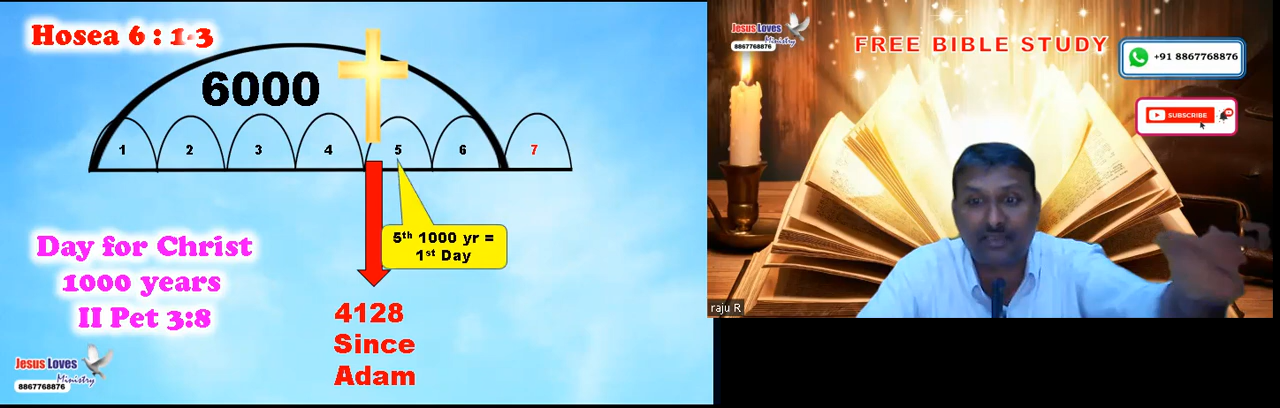 Hosea 6 : 1-3
6000
1 2 3 4 5 6 7
5th 1000 yr =
1st Day
Day for Christ
1000 years
II Pet 3:8
4128
Since
Adam
Jesus Loves
Ministry
8867768876
Jesus Loves
Ministry
8867768876
FREE BIBLE STUDY
+91 8867768876
SUBSCRIBE
raju R